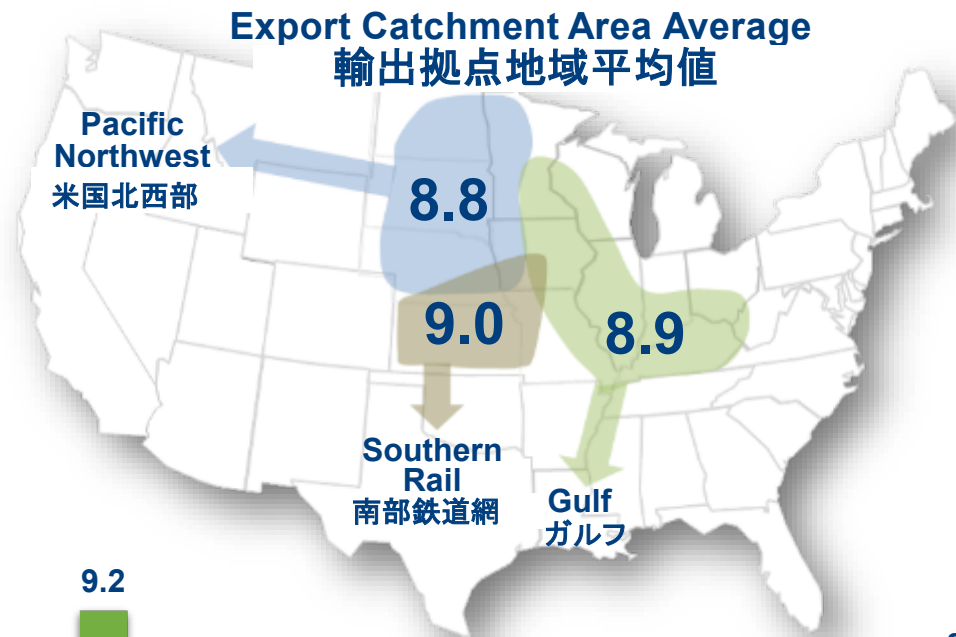 Export Catchment Area Average
輸出拠点地域平均値
Pacific
Northwest
米国北西部
8.8
9.0
8.9
Southern
Rail
南部鉄道網
Gulf
ガルフ
9.2